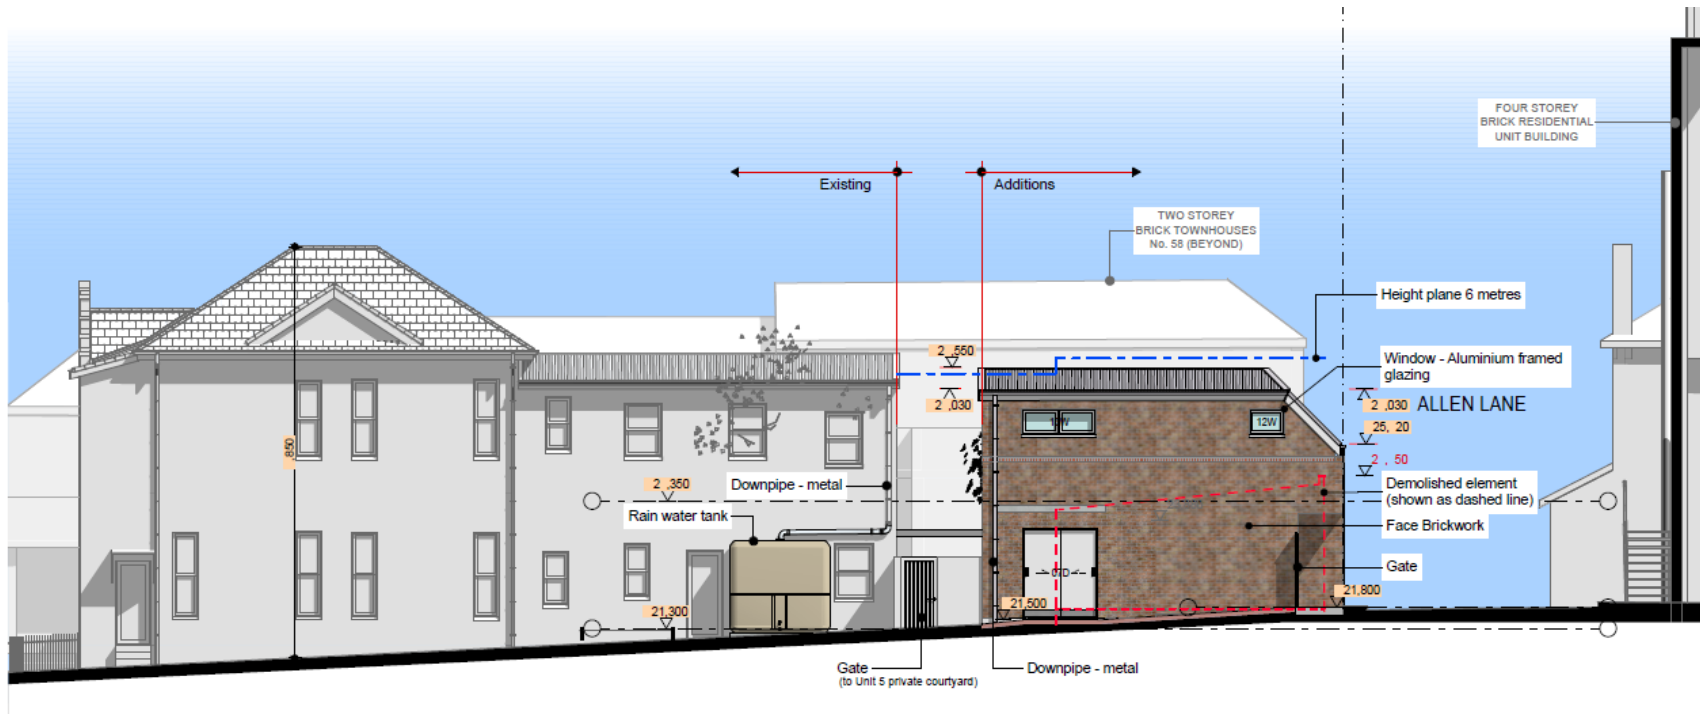 FOUR STOREY
BRICK RESIDENTIAL
UNIT BUILDING
Existing
Additions
TWO STOREY
BRICK TOWNHOUSES
No. 58 (BEYOND)
Height plane 6 metres
2 ,550
Window - Aluminium framed
glazing
2 ,030
2 ,030
ALLEN LANE
12W
25, 20
,850
2 , 50
2 ,350
Downpipe - metal
Demolished element
(shown as dashed line)
Rain water tank
Face Brickwork
Gate
07D
21,300
21,500
21,800
Gate
(to Unit 5 private courtyard)
Downpipe - metal